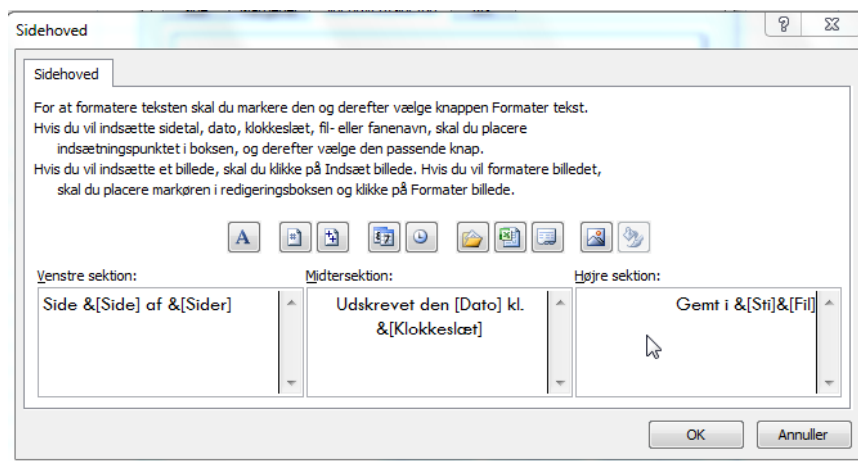 Sidehoved
Sidehoved
For at formatere teksten skal du markere den og derefter vælge knappen Formater tekst.
Hvis du vil indsætte sidetal, dato, klokkeslæt, fil- eller fanenavn, skal du placere
indsætningspunktet i boksen, og derefter vælge den passende knap.
Hvis du vil indsætte et billede, skal du klikke på Indsæt billede. Hvis du vil formatere billedet,
skal du placere markøren i redigeringsboksen og klikke på Formater billede.
A
Venstre sektion:
Side &[Side] af &[Sider]
Midtersektion:
Udskrevet den [Dato] kl.
&[Klokkeslæt]
Højre sektion:
Gemt i &[Sti]&[Fil]
OK
Annuller